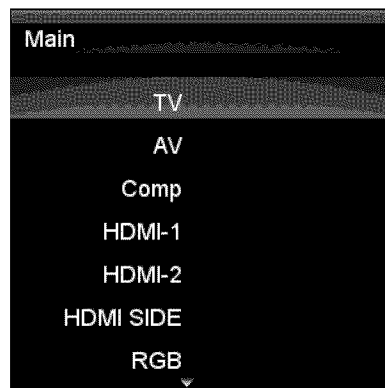 Main
TV
AV
Comp
HDMI-1
HDMI-2
HDMI SIDE
RGB